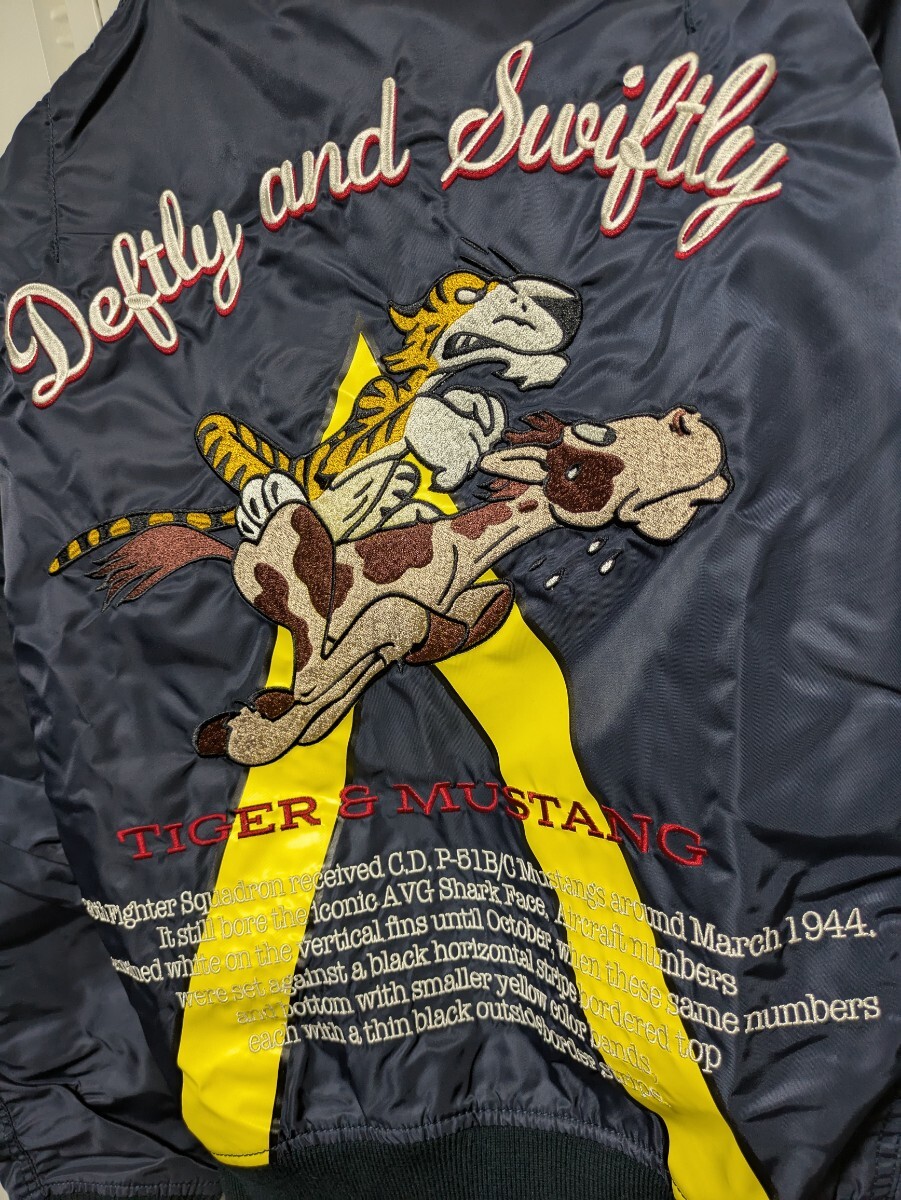 Deftly and Swiftly
TIGER & MUSTANG
Fighter Squadron received C.D. P-51B/C Mustangs around March 1944.
It still bore the iconic AVG Shark Face. Aircraft numbers
white on the vertical fins until October, when these same numbers
were set against a black horizontal stripe bordered top
and bottom with smaller yellow color bands,
each with a thin black outside border stripe.